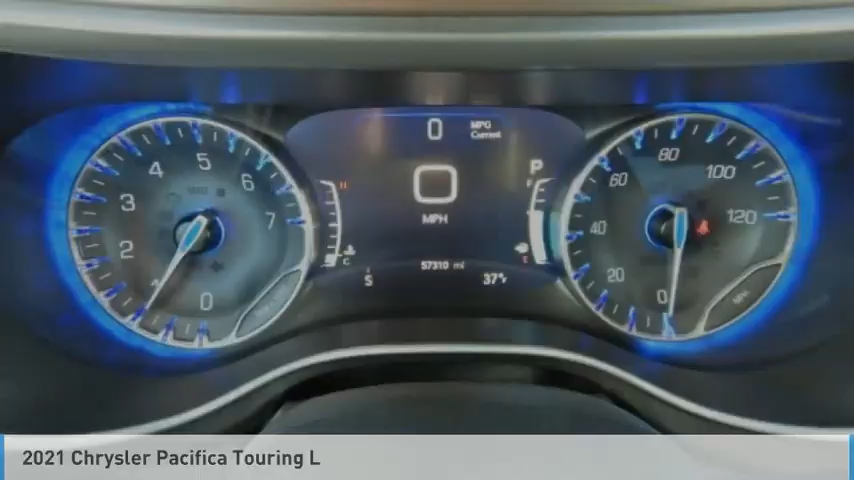 0 MPG
Current
0
MPH
57310 mi
S 37°F
P
F
E
H
C
0 1 2 3 4 5 6 7
0 20 40 60 80 100 120
MPH
2021 Chrysler Pacifica Touring L